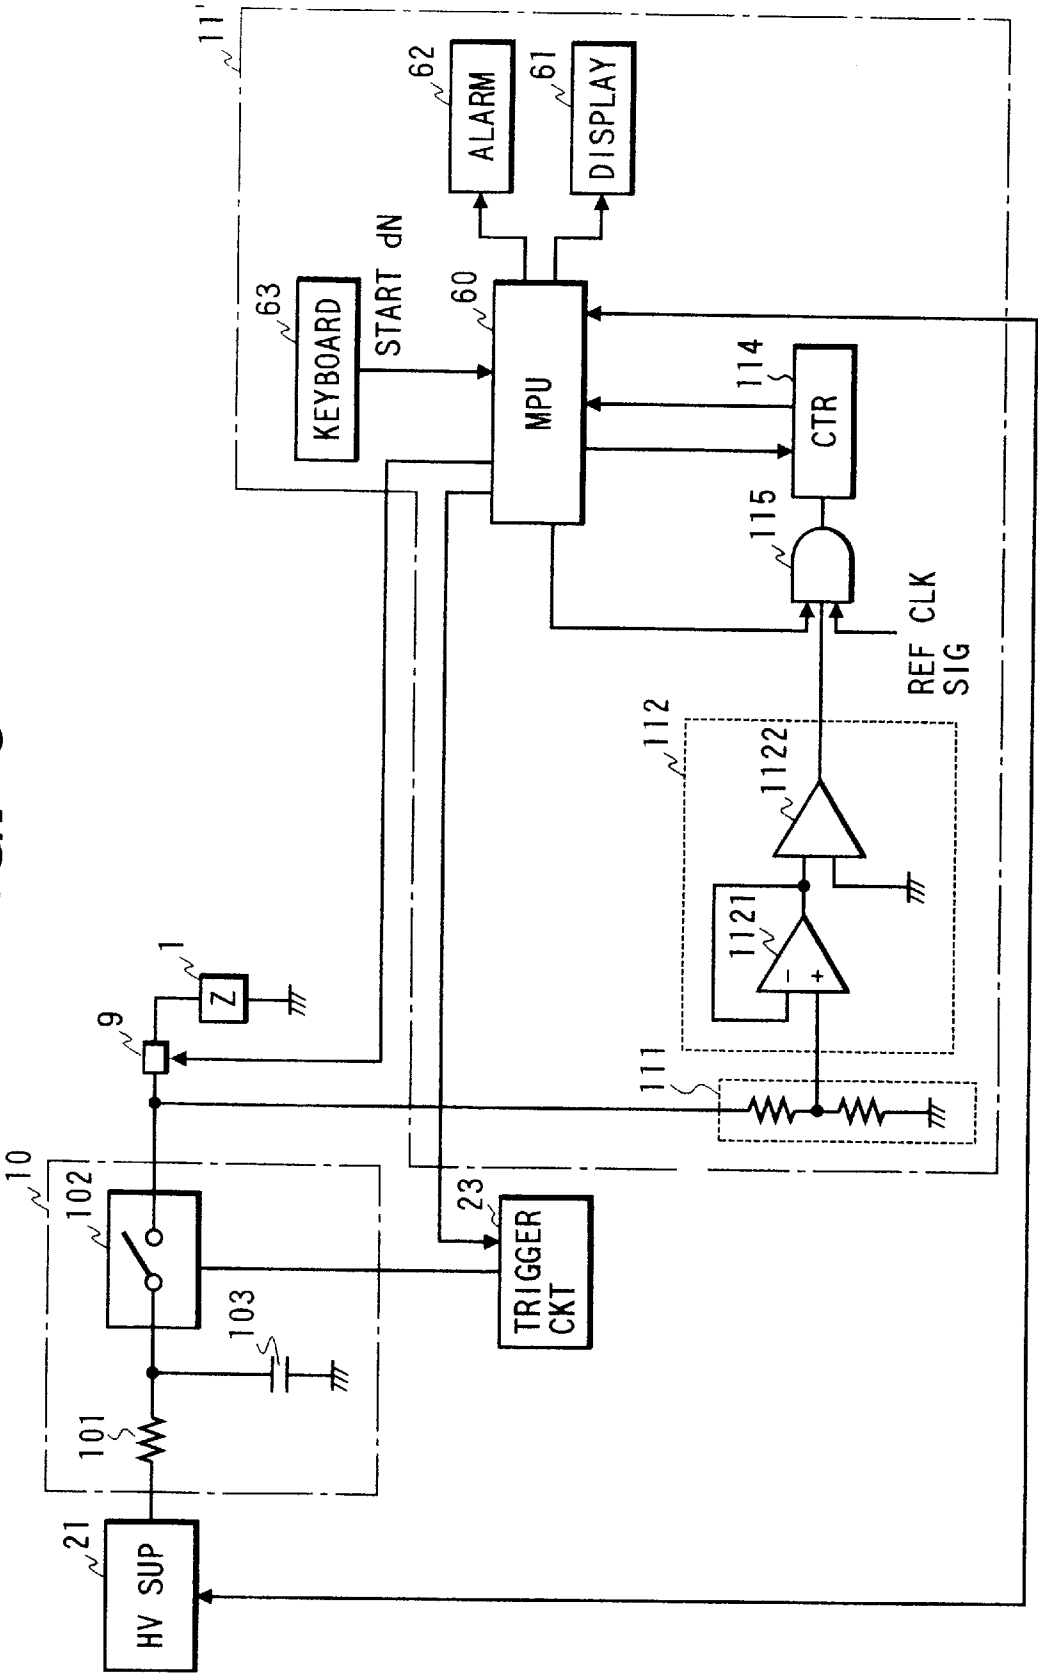 11'
62
ALARM
61
DISPLAY
63
KEYBOARD
START dN
60
MPU
114
CTR
115
REF CLK
SIG
112
1122
1121
-
+
111
9
1
Z
10
102
103
101
23
TRIGGER
CKT
21
HV SUP